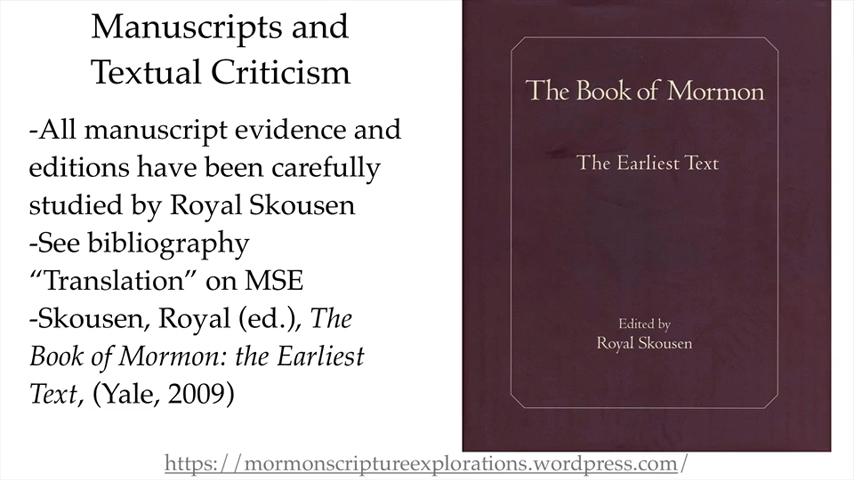 Manuscripts and
Textual Criticism
-All manuscript evidence and
editions have been carefully
studied by Royal Skousen
-See bibliography
“Translation” on MSE
-Skousen, Royal (ed.), The
Book of Mormon: the Earliest
Text, (Yale, 2009)
The Book of Mormon
The Earliest Text
Edited by
Royal Skousen
https://mormonscriptureexplorations.wordpress.com/